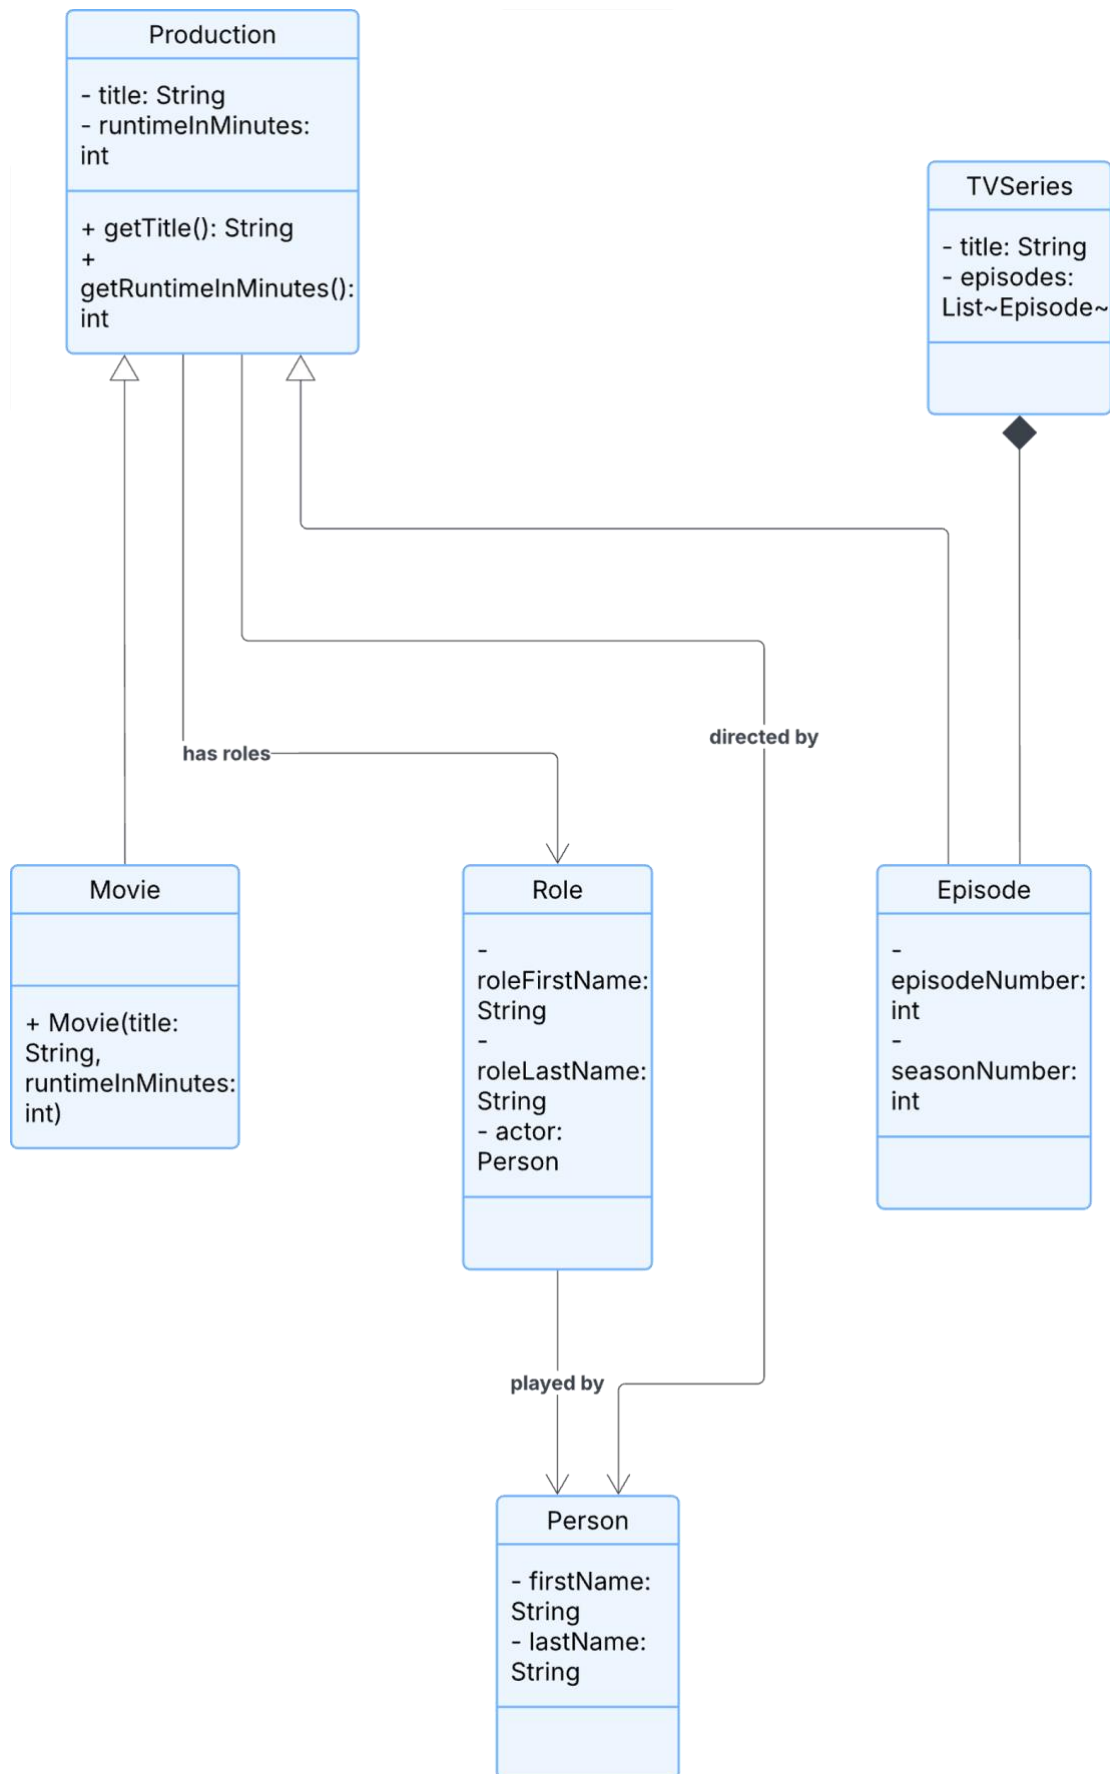 Production
- title: String
- runtimeInMinutes:
int
+ getTitle(): String
+
getRuntimeInMinutes():
int
TVSeries
- title: String
- episodes:
List~Episode~
has roles
directed by
Movie
+ Movie(title:
String,
runtimeInMinutes:
int)
Role
-
roleFirstName:
String
-
roleLastName:
String
- actor:
Person
Episode
-
episodeNumber:
int
-
seasonNumber:
int
played by
Person
- firstName:
String
- lastName:
String